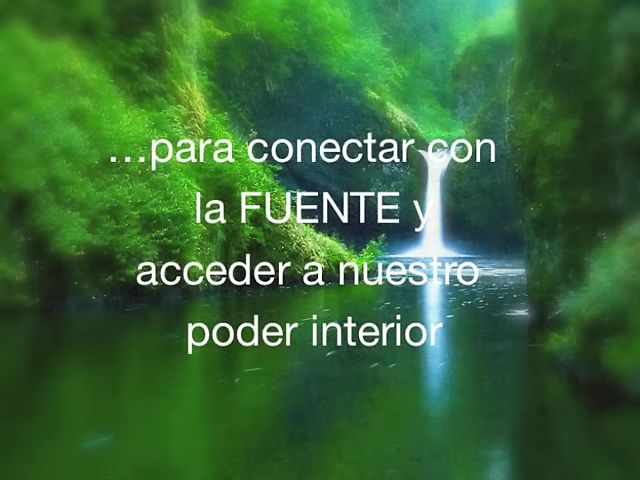 ...para conectar con
la FUENTE y
acceder a nuestro
poder interior